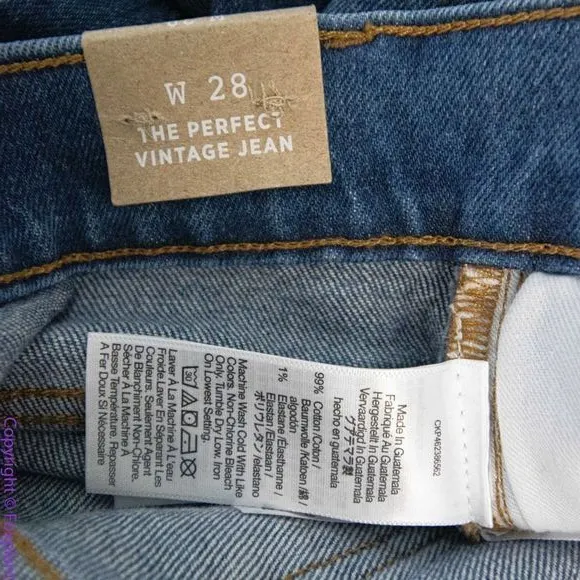 W 28
THE PERFECT
VINTAGE JEAN
CKP462386562
Made In Guatemala
Fabriqué Au Guatemala
Hergestellt In Guatemala
Vervaardigd In Guatemala
グアテマラ製
hecho en Guatemala
99% Cotton /Coton /
Baumwolle /Katoen /綿 /
algodón
1% Elastane /Élasthanne /
Elastan /Elastaan /
ポリウレタン /elastano
Machine Wash Cold With Like
Colors. Non-Chlorine Bleach
Only. Tumble Dry Low. Iron
On Lowest Setting.
Laver À La Machine À L'eau
Froide Laver En Séparant Les
Couleurs. Seulement Agent
De Blanchiment Non-Chlore.
Sécher À La Machine À
Basse Température. Repasser
À Fer Doux Si Nécessaire
Copyright ©